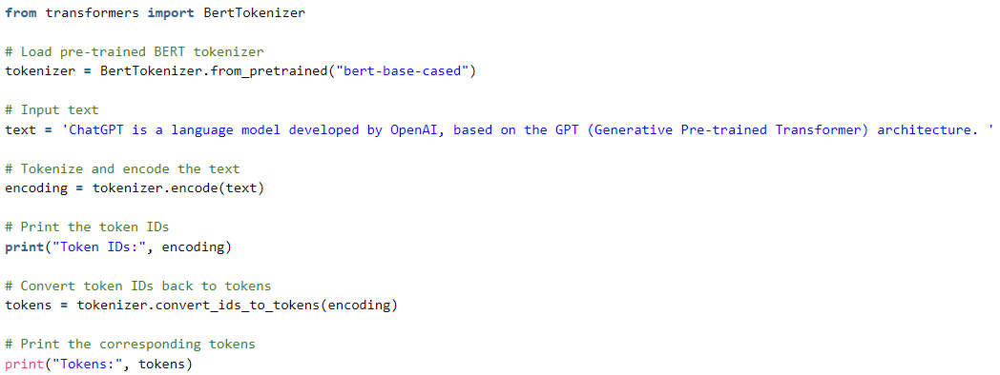 from transformers import BertTokenizer
# Load pre-trained BERT tokenizer
tokenizer = BertTokenizer.from_pretrained("bert-base-cased")
# Input text
text = 'ChatGPT is a language model developed by OpenAI, based on the GPT (Generative Pre-trained Transformer) architecture. '
# Tokenize and encode the text
encoding = tokenizer.encode(text)
# Print the token IDs
print("Token IDs:", encoding)
# Convert token IDs back to tokens
tokens = tokenizer.convert_ids_to_tokens(encoding)
# Print the corresponding tokens
print("Tokens:", tokens)